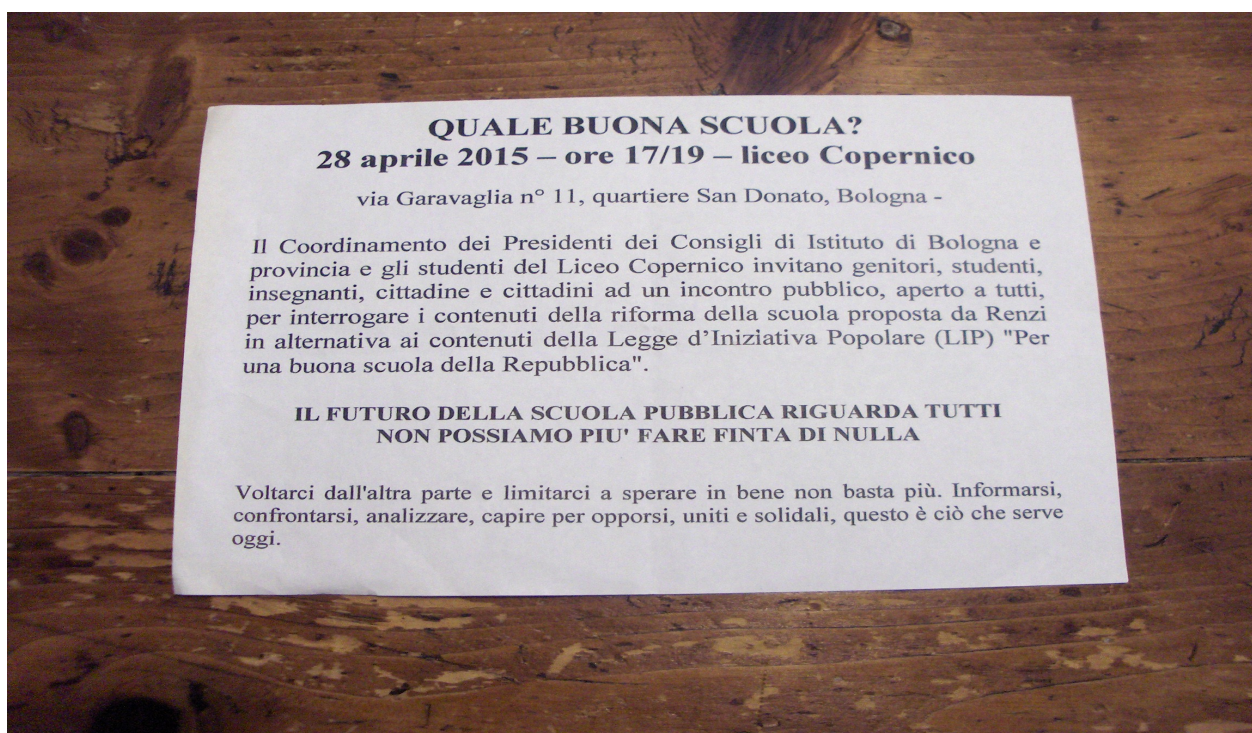 QUALE BUONA SCUOLA?
28 aprile 2015 – ore 17/19 – liceo Copernico
via Garavaglia n° 11, quartiere San Donato, Bologna -
Il Coordinamento dei Presidenti dei Consigli di Istituto di Bologna e
provincia e gli studenti del Liceo Copernico invitano genitori, studenti,
insegnanti, cittadine e cittadini ad un incontro pubblico, aperto a tutti,
per interrogare i contenuti della riforma della scuola proposta da Renzi
in alternativa ai contenuti della Legge d'Iniziativa Popolare (LIP) "Per
una buona scuola della Repubblica".
IL FUTURO DELLA SCUOLA PUBBLICA RIGUARDA TUTTI
NON POSSIAMO PIU' FARE FINTA DI NULLA
Voltarci dall'altra parte e limitarci a sperare in bene non basta più. Informarsi,
confrontarsi, analizzare, capire per opporsi, uniti e solidali, questo è ciò che serve
oggi.